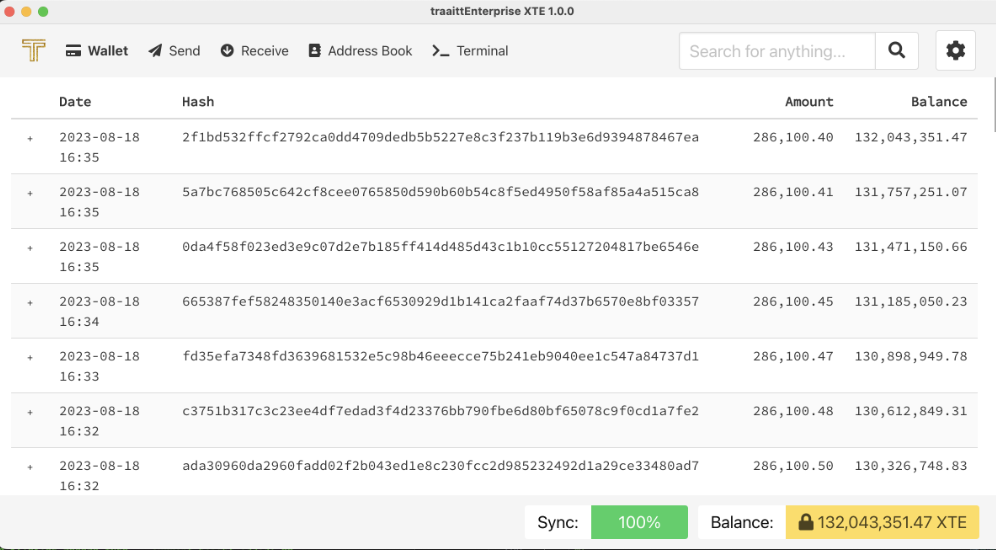 traaittEnterprise XTE 1.0.0
Wallet Send Receive Address Book Terminal Search for anything...
Date Hash Amount Balance
+ 2023-08-18 2f1bd532ffcf2792ca0dd4709dedb5b5227e8c3f237b119b3e6d9394878467ea 286,100.40 132,043,351.47
16:35
+ 2023-08-18 5a7bc768505c642cf8cee0765850d590b60b54c8f5ed4950f58af85a4a515ca8 286,100.41 131,757,251.07
16:35
+ 2023-08-18 0da4f58f023ed3e9c07d2e7b185ff414d485d43c1b10cc55127204817be6546e 286,100.43 131,471,150.66
16:35
+ 2023-08-18 665387fef58248350140e3acf6530929d1b141ca2faaf74d37b6570e8bf03357 286,100.45 131,185,050.23
16:34
+ 2023-08-18 fd35efa7348fd3639681532e5c98b46eeecce75b241eb9040ee1c547a84737d1 286,100.47 130,898,949.78
16:33
+ 2023-08-18 c3751b317c3c23ee4df7edad3f4d23376bb790fbe6d80bf65078c9f0cd1a7fe2 286,100.48 130,612,849.31
16:32
+ 2023-08-18 ada30960da2960fadd02f2b043ed1e8c230fcc2d985232492d1a29ce33480ad7 286,100.50 130,326,748.83
16:32
Sync: 100% Balance: 132,043,351.47 XTE